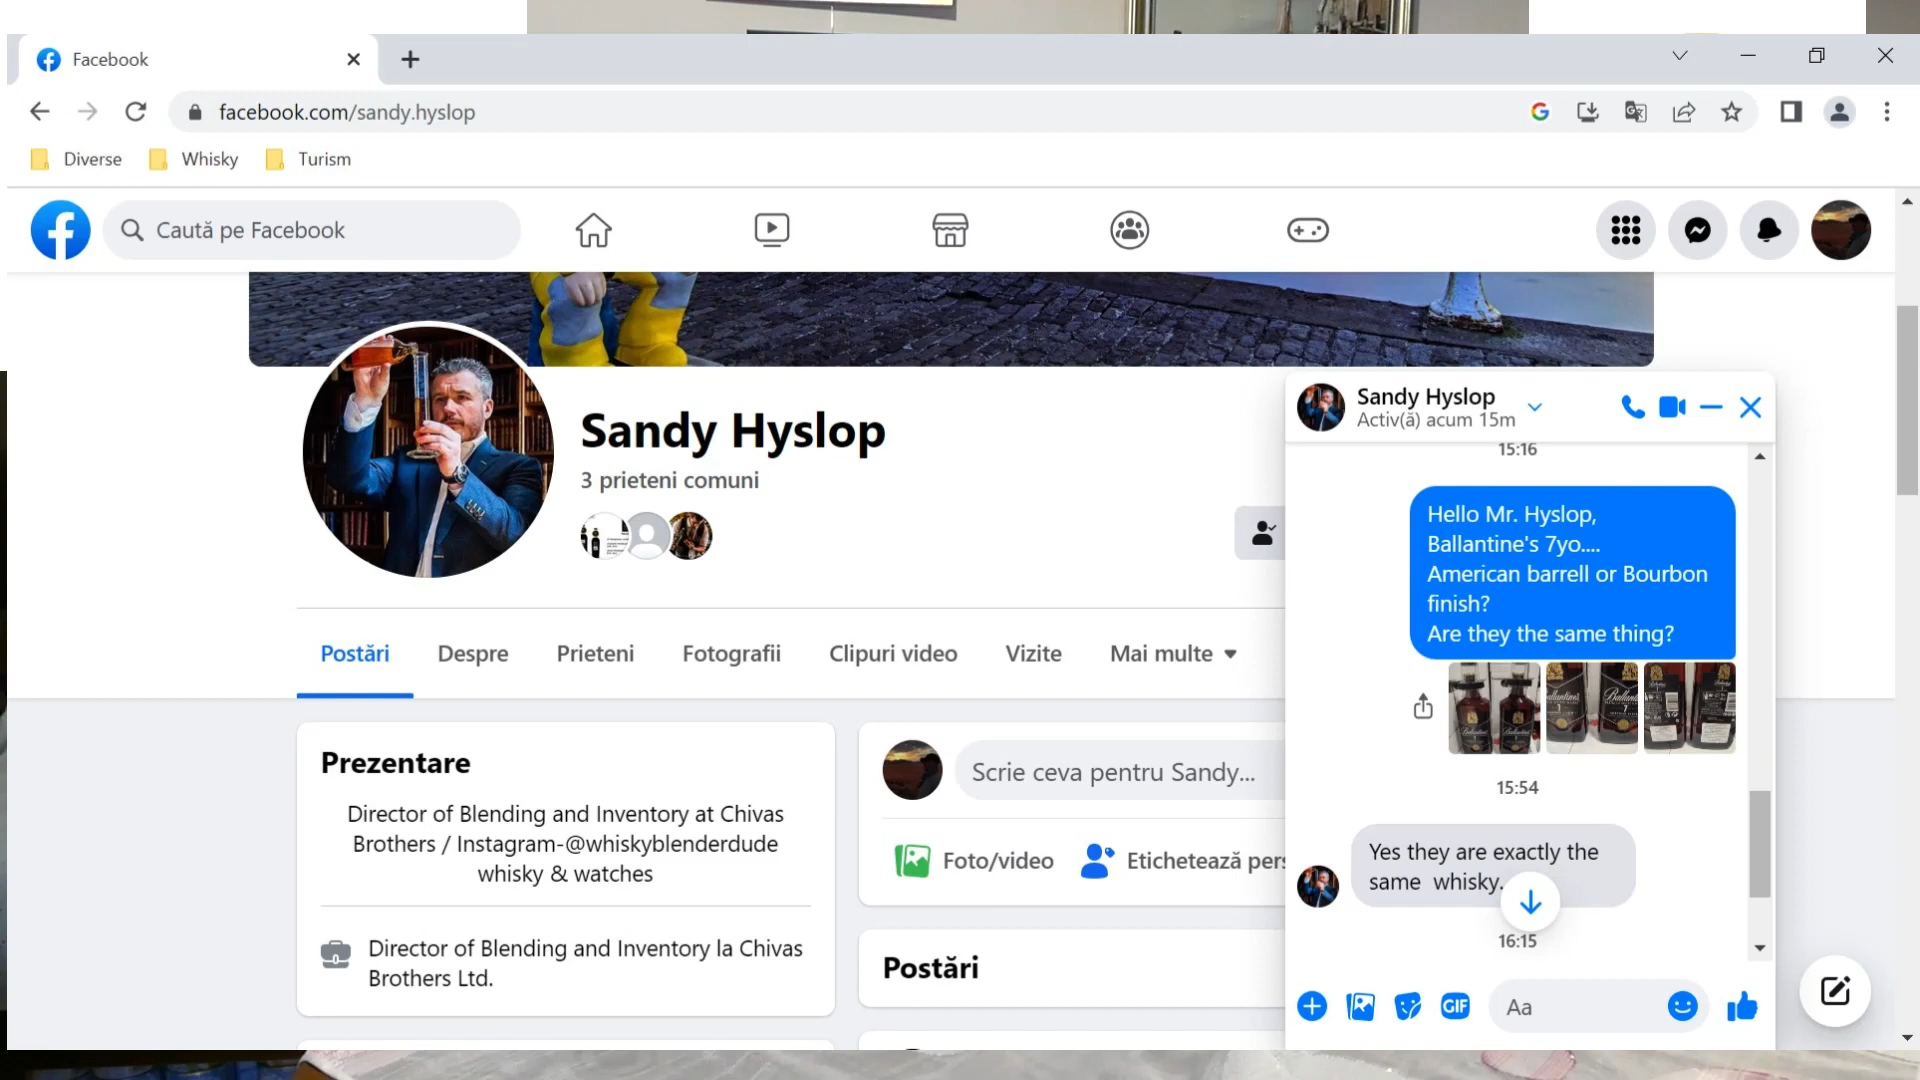 Facebook
facebook.com/sandy.hyslop
Diverse
Whisky
Turism
Caută pe Facebook
Sandy Hyslop
3 prieteni comuni
Postări
Despre
Prieteni
Fotografii
Clipuri video
Vizite
Mai multe
Prezentare
Director of Blending and Inventory at Chivas
Brothers / Instagram-@whiskyblenderdude
whisky & watches
Director of Blending and Inventory la Chivas
Brothers Ltd.
Scrie ceva pentru Sandy...
Foto/video
Etichetează pers
Postări
Sandy Hyslop
Activ(ă) acum 15m
15:16
Hello Mr. Hyslop,
Ballantine's 7yo....
American barrell or Bourbon
finish?
Are they the same thing?
15:54
Yes they are exactly the
same whisky.
16:15
GIF
Aa